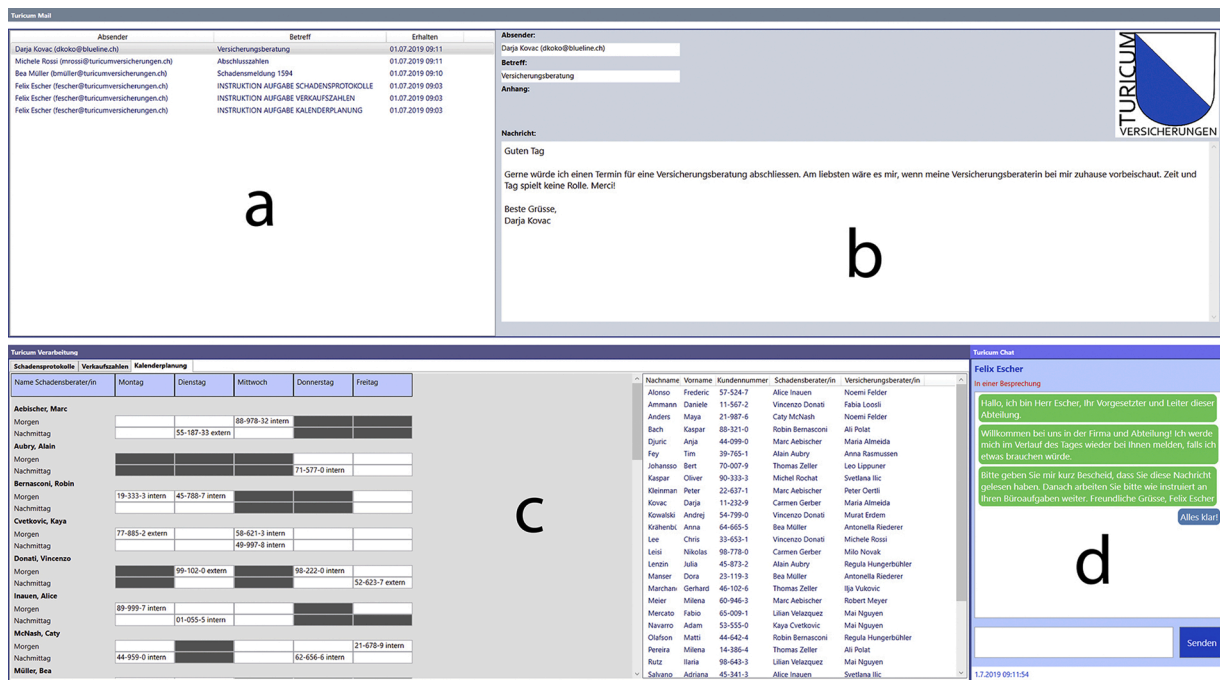 Turicum Mail
Absender Betreff Erhalten
Darja Kovac (dkoko@blueline.ch) Versicherungsberatung 01.07.2019 09:11
Michele Rossi (mrossi@turicumversicherungen.ch) Abschlusszahlen 01.07.2019 09:11
Bea Müller (bmüller@turicumversicherungen.ch) Schadensmeldung 1594 01.07.2019 09:10
Felix Escher (fescher@turicumversicherungen.ch) INSTRUKTION AUFGABE SCHADENSPROTOKOLLE 01.07.2019 09:03
Felix Escher (fescher@turicumversicherungen.ch) INSTRUKTION AUFGABE VERKAUFSZAHLEN 01.07.2019 09:03
Felix Escher (fescher@turicumversicherungen.ch) INSTRUKTION AUFGABE KALENDERPLANUNG 01.07.2019 09:03
a
Absender:
Darja Kovac (dkoko@blueline.ch)
Betreff:
Versicherungsberatung
Anhang:
TURICUM
VERSICHERUNGEN
Nachricht:
Guten Tag
Gerne würde ich einen Termin für eine Versicherungsberatung abschliessen. Am liebsten wäre es mir, wenn meine Versicherungsberaterin bei mir zuhause vorbeischaut. Zeit und
Tag spielt keine Rolle. Merci!
Beste Grüsse,
Darja Kovac
b
Turicum Verarbeitung
Schadensprotokolle Verkaufszahlen Kalenderplanung
Name Schadensberater/in Montag Dienstag Mittwoch Donnerstag Freitag
Aebischer, Marc
Morgen 88-978-32 intern
Nachmittag 55-187-33 extern
Aubry, Alain
Morgen
Nachmittag 71-577-0 intern
Bernasconi, Robin
Morgen 19-333-3 intern 45-788-7 intern
Nachmittag
Cvetkovic, Kaya
Morgen 77-885-2 extern 58-621-3 intern
Nachmittag 49-997-8 intern
Donati, Vincenzo
Morgen 99-102-0 extern 98-222-0 intern
Nachmittag 52-623-7 extern
Inauen, Alice
Morgen 89-999-7 intern
Nachmittag 01-055-5 intern
McNash, Caty
Morgen 21-678-9 intern
Nachmittag 44-959-0 intern 62-656-6 intern
Müller, Bea
c
Nachname Vorname Kundennummer Schadensberater/in Versicherungsberater/in
Alonso Frederic 57-524-7 Alice Inauen Noemi Felder
Ammann Daniele 11-567-2 Vincenzo Donati Fabia Loosli
Anders Maya 21-987-6 Caty McNash Noemi Felder
Bach Kaspar 88-321-0 Robin Bernasconi Ali Polat
Djuric Anja 44-099-0 Marc Aebischer Maria Almeida
Fey Tim 39-765-1 Alain Aubry Anna Rasmussen
Johansso Bert 70-007-9 Thomas Zeller Leo Lippuner
Kaspar Oliver 90-333-3 Michel Rochat Svetlana Ilic
Kleinman Peter 22-637-1 Marc Aebischer Peter Oertli
Kovac Darja 11-232-9 Carmen Gerber Maria Almeida
Kowalski Andrej 54-799-0 Vincenzo Donati Murat Erdem
Krähenbü Anna 64-665-5 Bea Müller Antonella Riederer
Lee Chris 33-653-1 Vincenzo Donati Michele Rossi
Leisi Nikolas 98-778-0 Carmen Gerber Milo Novak
Lenzin Julia 45-873-2 Alain Aubry Regula Hungerbühler
Manser Dora 23-119-3 Bea Müller Antonella Riederer
Marchand Gerhard 46-102-6 Thomas Zeller Ilja Vukovic
Meier Milena 60-946-3 Marc Aebischer Robert Meyer
Mercato Fabio 65-009-1 Lilian Velazquez Mai Nguyen
Navarro Adam 53-555-0 Kaya Cvetkovic Mai Nguyen
Olafson Matti 44-642-4 Robin Bernasconi Regula Hungerbühler
Pereira Milena 14-386-4 Thomas Zeller Ali Polat
Rutz Ilaria 98-643-3 Lilian Velazquez Mai Nguyen
Salvano Adriana 45-341-3 Alice Inauen Svetlana Ilic
Turicum Chat
Felix Escher
In einer Besprechung
Hallo, ich bin Herr Escher, Ihr Vorgesetzter und Leiter dieser
Abteilung.
Willkommen bei uns in der Firma und Abteilung! Ich werde
mich im Verlauf des Tages wieder bei Ihnen melden, falls ich
etwas brauchen würde.
Bitte geben Sie mir kurz Bescheid, dass Sie diese Nachricht
gelesen haben. Danach arbeiten Sie bitte wie instruiert an
Ihren Büroaufgaben weiter. Freundliche Grüsse, Felix Escher
Alles klar!
d
Senden
1.7.2019 09:11:54